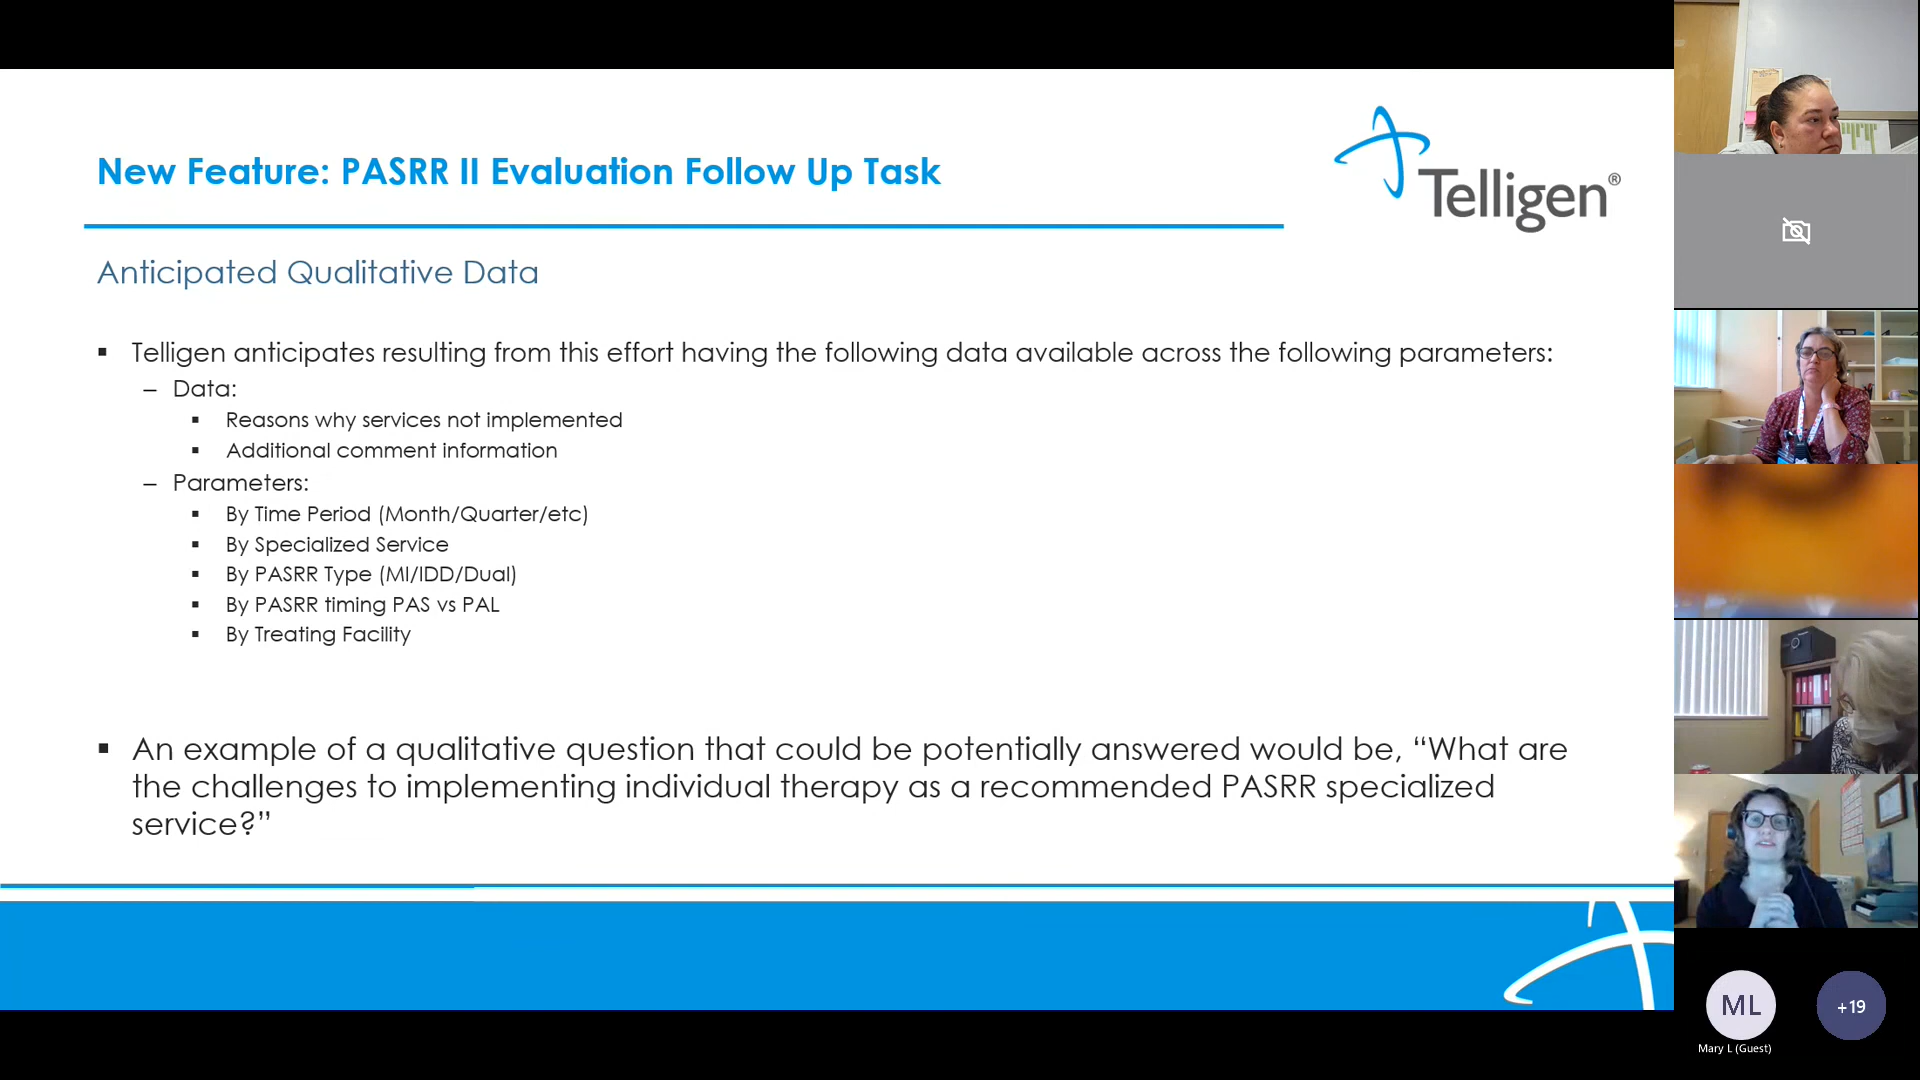 New Feature: PASRR II Evaluation Follow Up Task
Telligen®
Anticipated Qualitative Data
▪ Telligen anticipates resulting from this effort having the following data available across the following parameters:
– Data:
▪ Reasons why services not implemented
▪ Additional comment information
– Parameters:
▪ By Time Period (Month/Quarter/etc)
▪ By Specialized Service
▪ By PASRR Type (MI/IDD/Dual)
▪ By PASRR timing PAS vs PAL
▪ By Treating Facility
▪ An example of a qualitative question that could be potentially answered would be, “What are
the challenges to implementing individual therapy as a recommended PASRR specialized
service?”
ML
+19
Mary L (Guest)